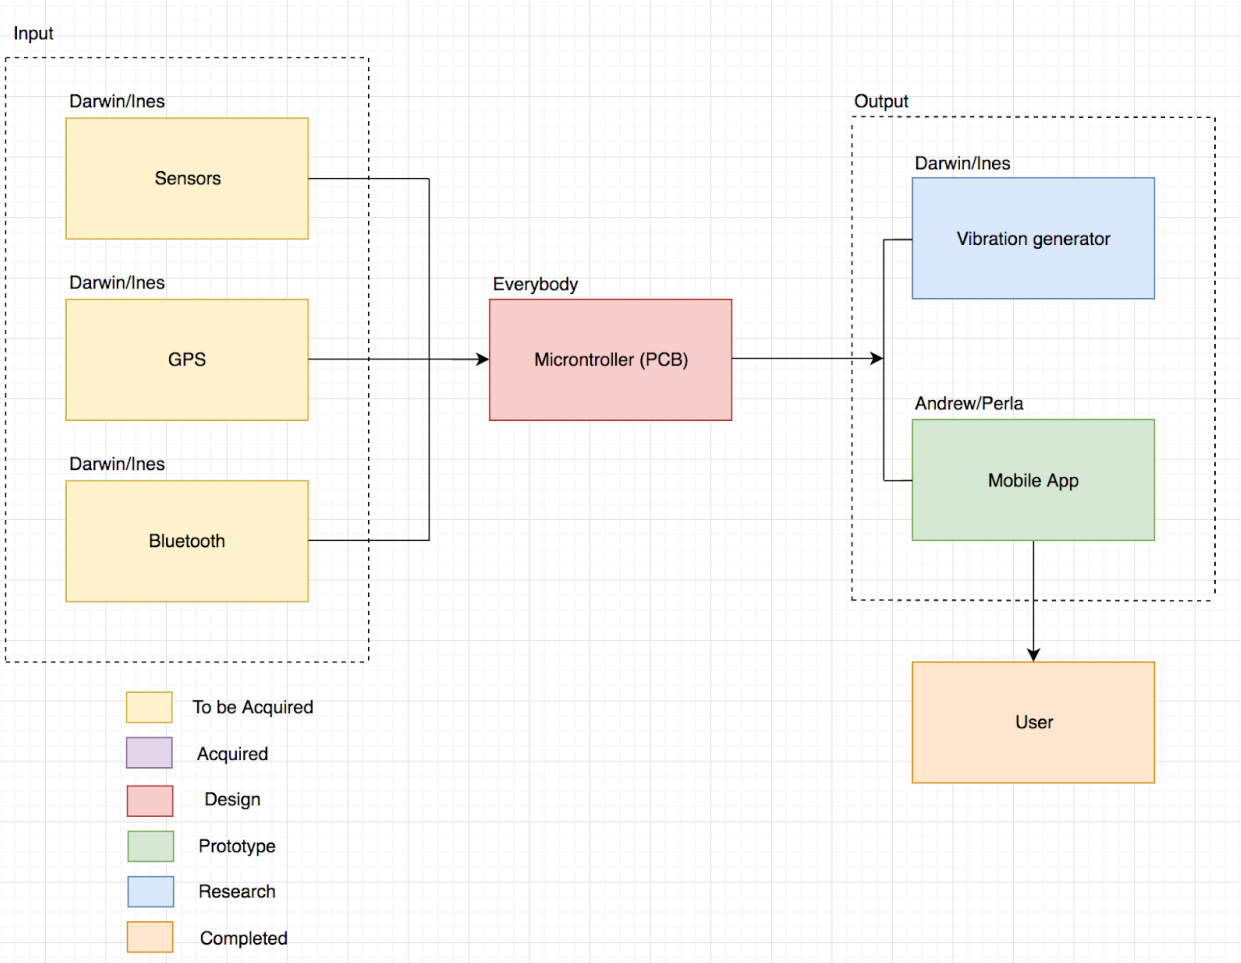 Input
Darwin/Ines
Sensors
Darwin/Ines
GPS
Darwin/Ines
Bluetooth
Everybody
Microntroller (PCB)
Output
Darwin/Ines
Vibration generator
Andrew/Perla
Mobile App
User
To be Acquired
Acquired
Design
Prototype
Research
Completed